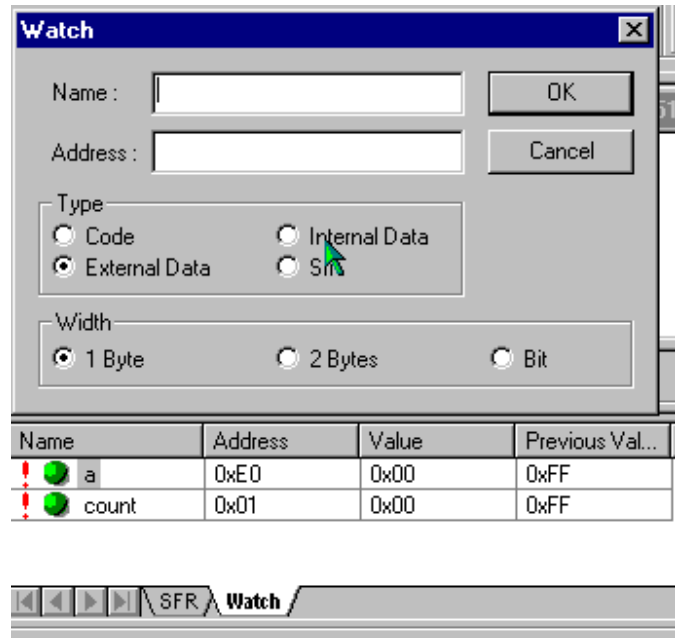 Watch
Name :
OK
Address :
Cancel
Type
Code
Internal Data
External Data
Width
1 Byte
2 Bytes
Bit
Name Address Value Previous Val...
a 0xE0 0x00 0xFF
count 0x01 0x00 0xFF
SFR Watch